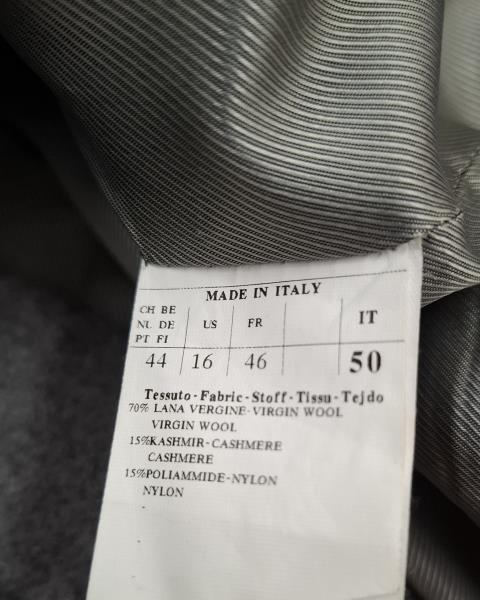 MADE IN ITALY
CH BE
NL DE
PT FI
US
FR
IT
44
16
46
50
Tessuto-Fabric-Stoff-Tissu-Tejdo
70% LANA VERGINE-VIRGIN WOOL
VIRGIN WOOL
15%KASHMIR-CASHMERE
CASHMERE
15%POLIAMMIDE-NYLON
NYLON